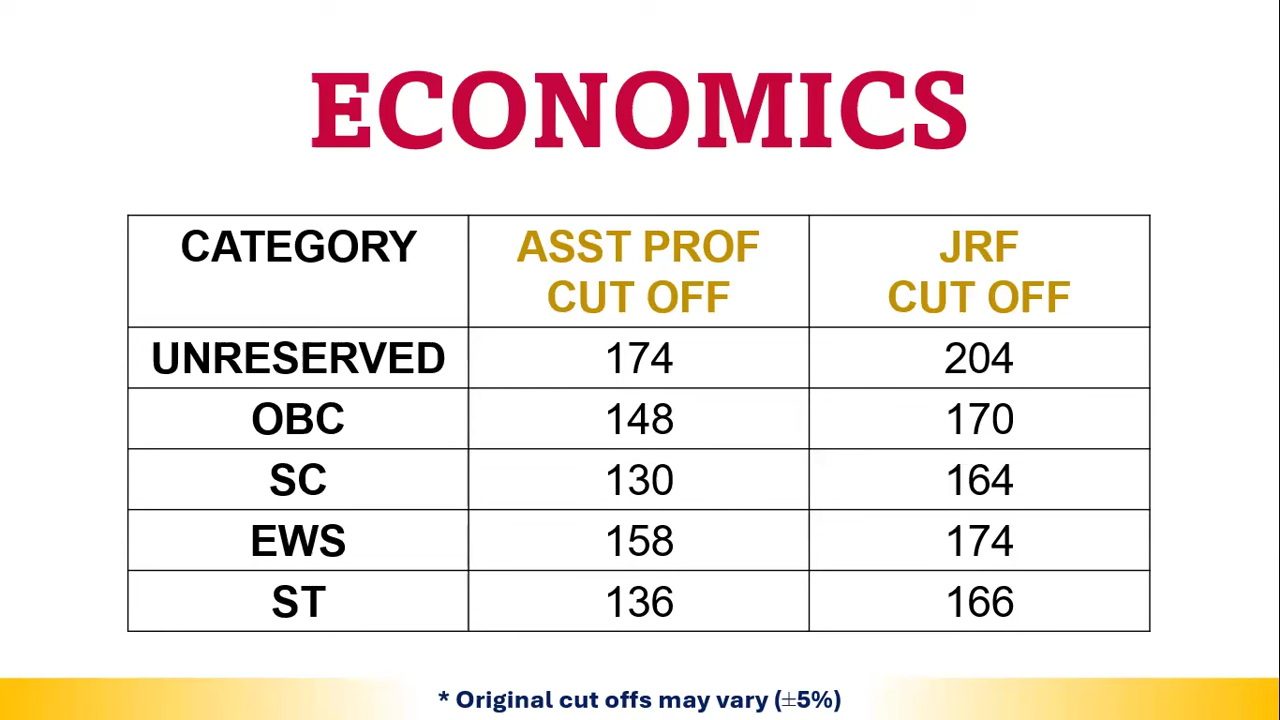 ECONOMICS
CATEGORY ASST PROF CUT OFF JRF CUT OFF
UNRESERVED 174 204
OBC 148 170
SC 130 164
EWS 158 174
ST 136 166
* Original cut offs may vary (±5%)